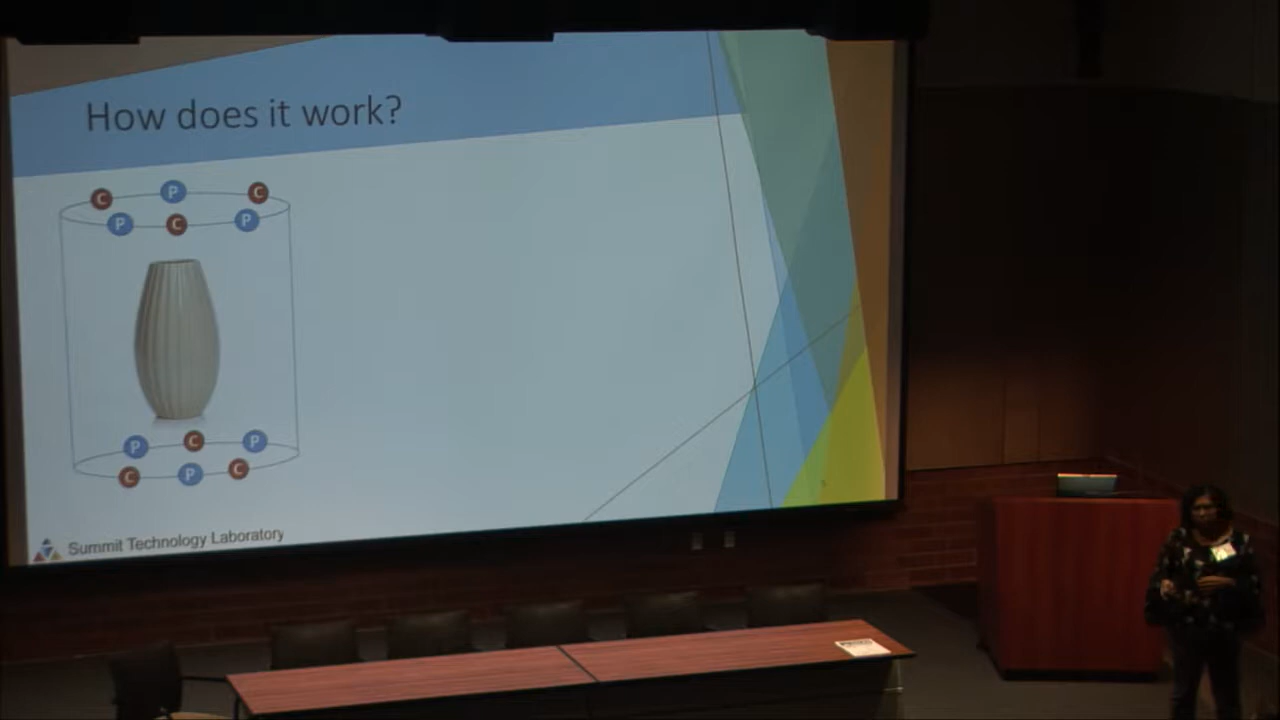 How does it work?
C P C
P C P
P C P
C P C
Summit Technology Laboratory